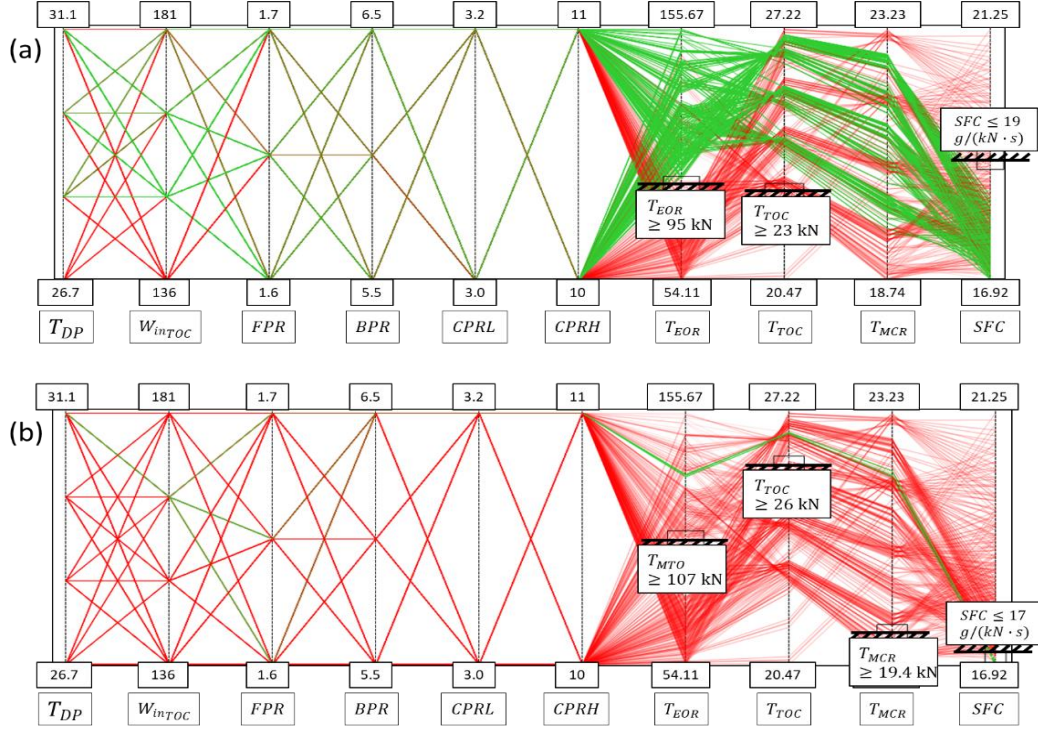 31.1 181 1.7 6.5 3.2 11 155.67 27.22 23.23 21.25
(a)
SFC ≤ 19
g/(kN · s)
T_EOR
≥ 95 kN
T_TOC
≥ 23 kN
26.7 136 1.6 5.5 3.0 10 54.11 20.47 18.74 16.92
T_DP W_in_TOC FPR BPR CPRL CPRH T_EOR T_TOC T_MCR SFC
31.1 181 1.7 6.5 3.2 11 155.67 27.22 23.23 21.25
(b)
T_TOC
≥ 26 kN
T_MTO
≥ 107 kN
SFC ≤ 17
g/(kN · s)
T_MCR
≥ 19.4 kN
26.7 136 1.6 5.5 3.0 10 54.11 20.47 16.92
T_DP W_in_TOC FPR BPR CPRL CPRH T_EOR T_TOC T_MCR SFC